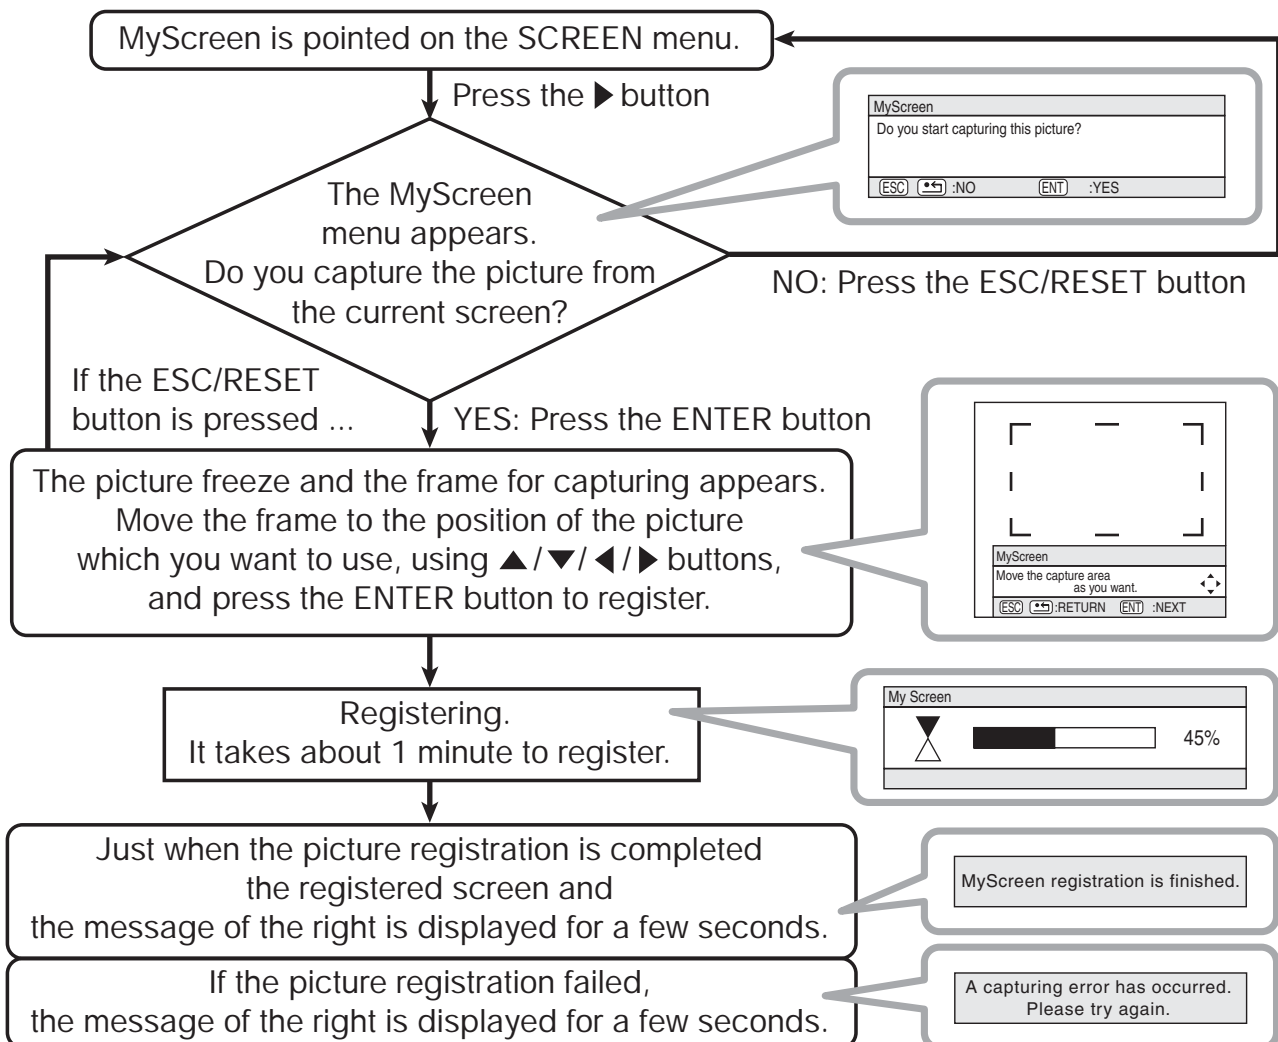 MyScreen is pointed on the SCREEN menu.
Press the ▶ button
MyScreen
Do you start capturing this picture?
ESC :NO ENT :YES
The MyScreen
menu appears.
Do you capture the picture from
the current screen?
NO: Press the ESC/RESET button
If the ESC/RESET
button is pressed ...
YES: Press the ENTER button
The picture freeze and the frame for capturing appears.
Move the frame to the position of the picture
which you want to use, using ▲/▼/◀/▶ buttons,
and press the ENTER button to register.
MyScreen
Move the capture area
as you want.
ESC :RETURN ENT :NEXT
Registering.
It takes about 1 minute to register.
My Screen
45%
Just when the picture registration is completed
the registered screen and
the message of the right is displayed for a few seconds.
MyScreen registration is finished.
If the picture registration failed,
the message of the right is displayed for a few seconds.
A capturing error has occurred.
Please try again.